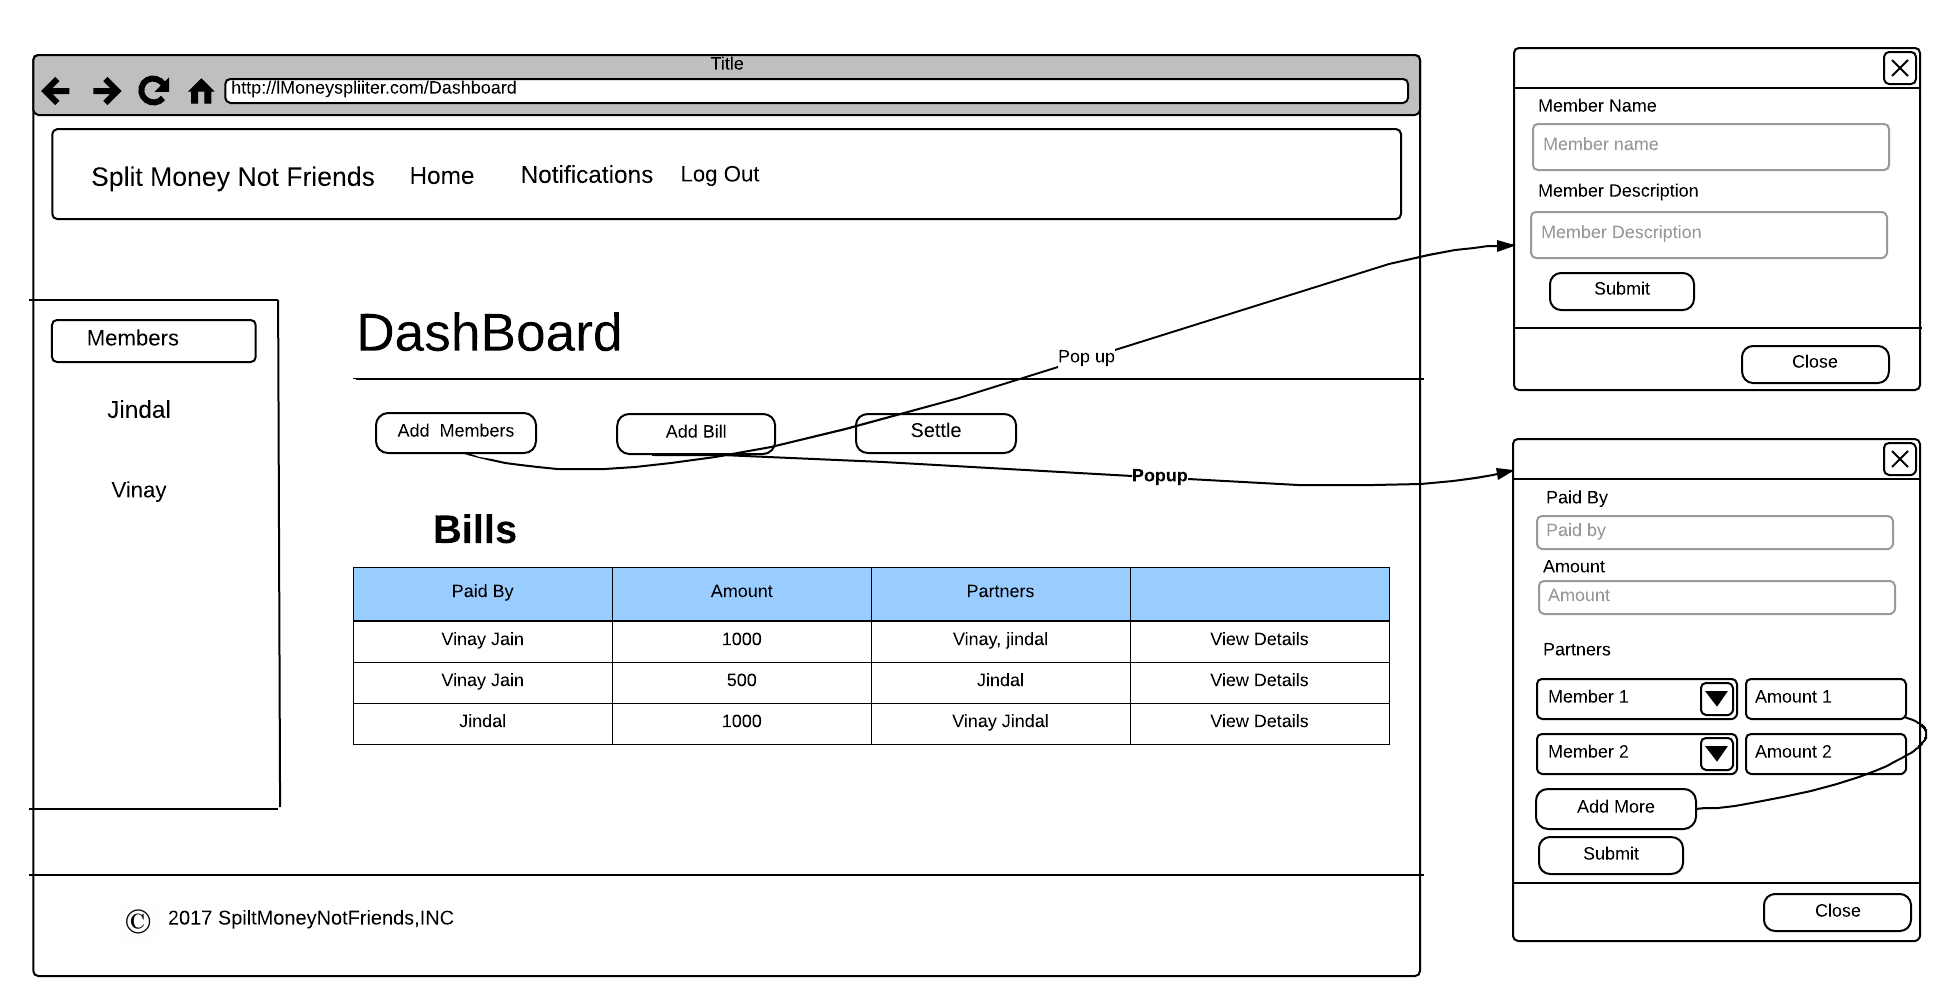 Title
http://lMoneyspliiter.com/Dashboard
Split Money Not Friends Home Notifications Log Out
Members
Jindal
Vinay
DashBoard
Add Members Add Bill Settle
Pop up
Popup
Bills
Paid By Amount Partners
Vinay Jain 1000 Vinay, jindal View Details
Vinay Jain 500 Jindal View Details
Jindal 1000 Vinay Jindal View Details
© 2017 SpiltMoneyNotFriends,INC
Member Name
Member name
Member Description
Member Description
Submit
Close
Paid By
Paid by
Amount
Amount
Partners
Member 1 Amount 1
Member 2 Amount 2
Add More
Submit
Close